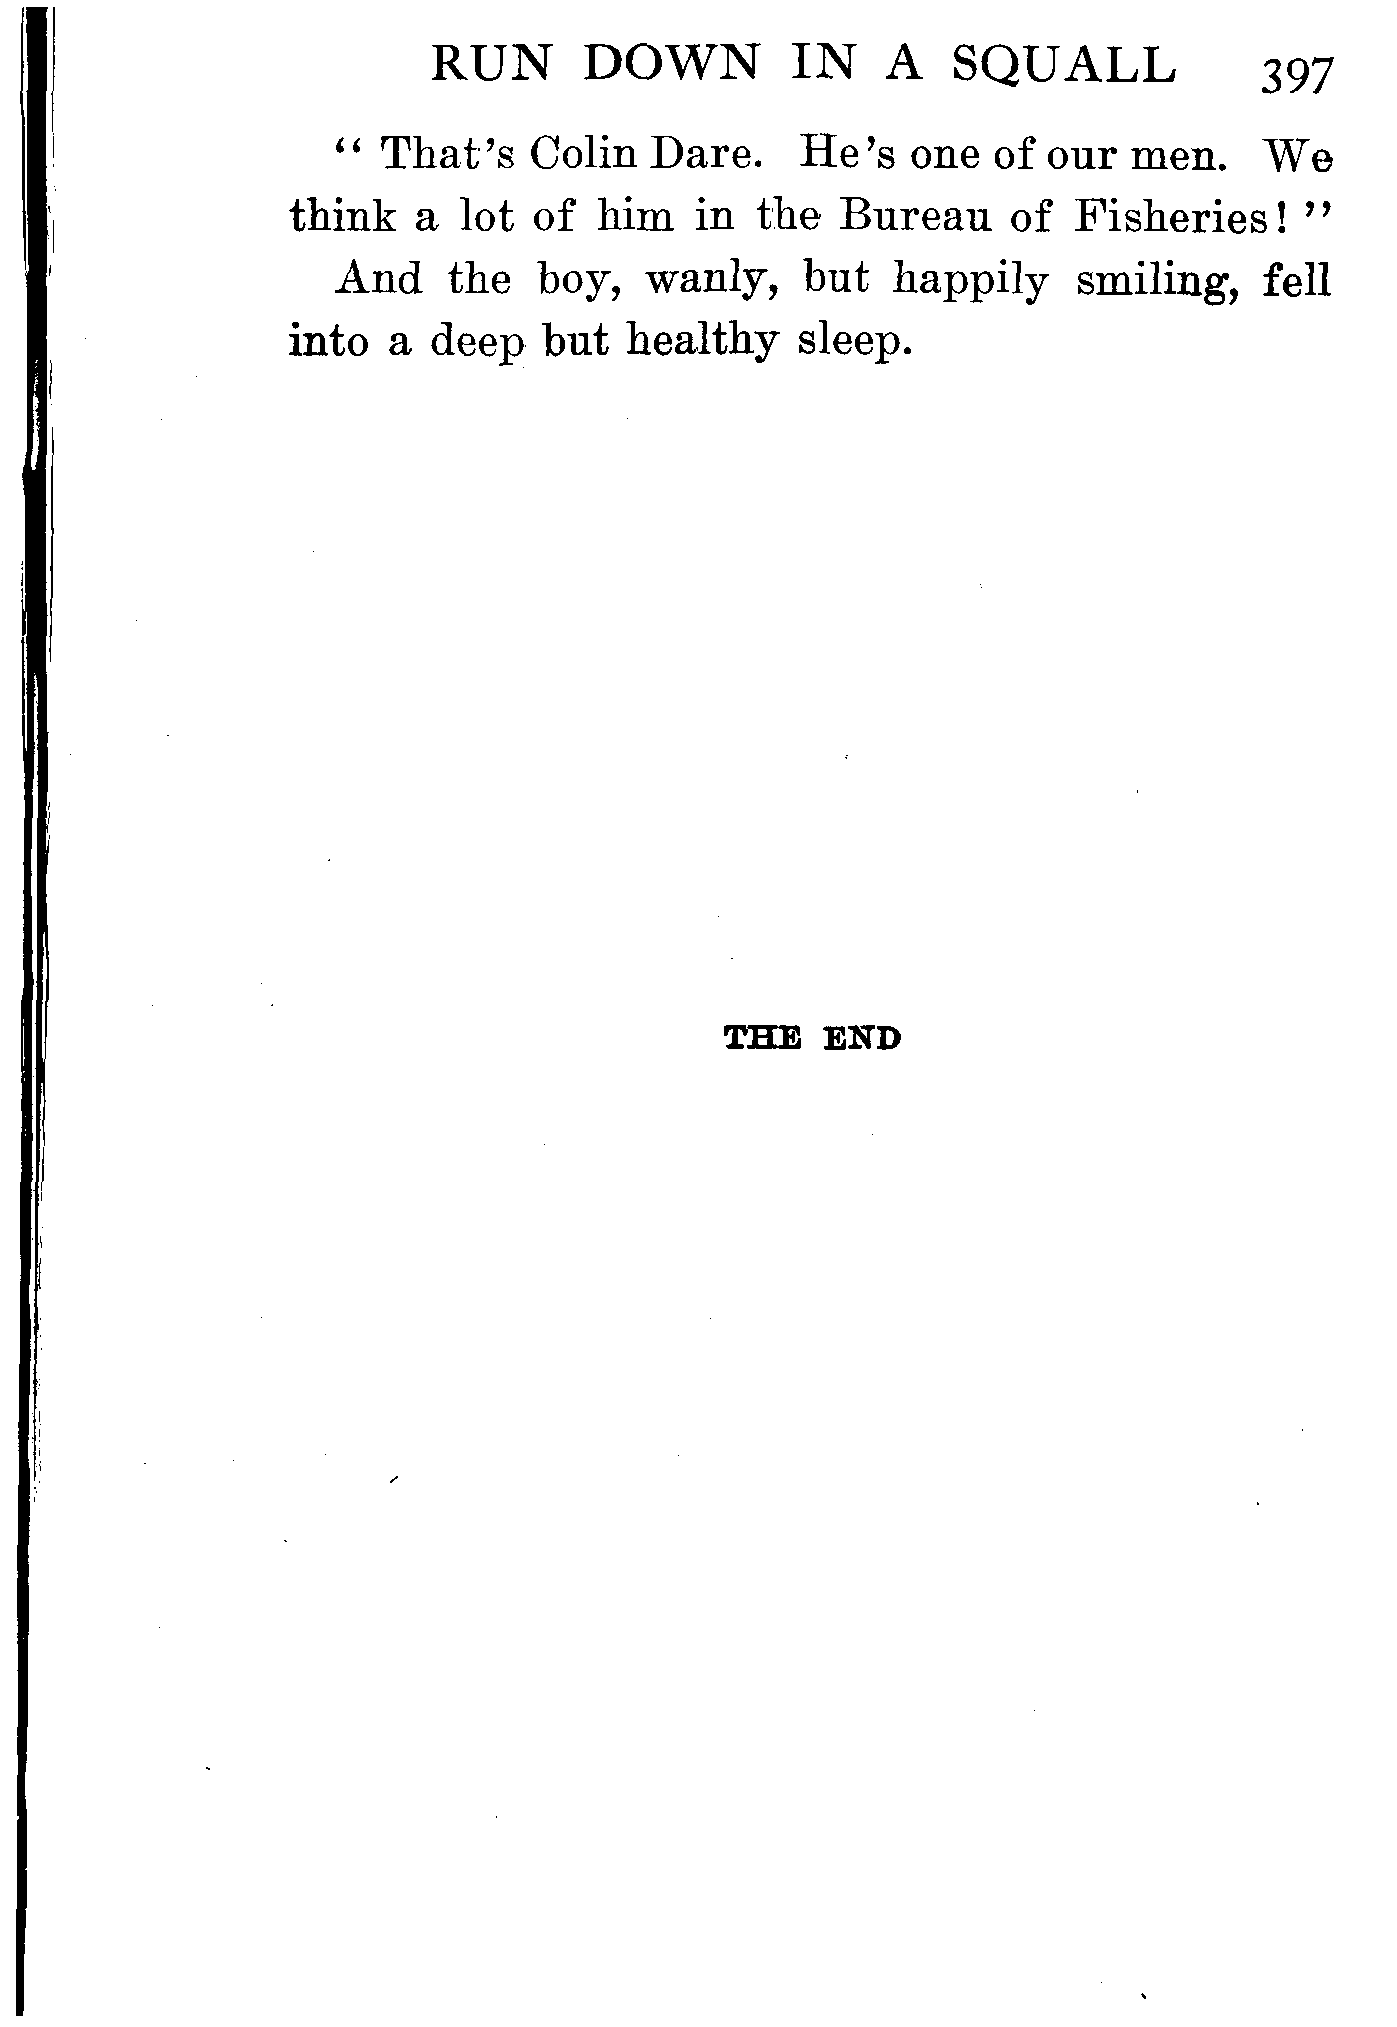 RUN DOWN IN A SQUALL 397
“ That's Colin Dare. He's one of our men. We
think a lot of him in the Bureau of Fisheries! ”
And the boy, wanly, but happily smiling, fell
into a deep but healthy sleep.
THE END